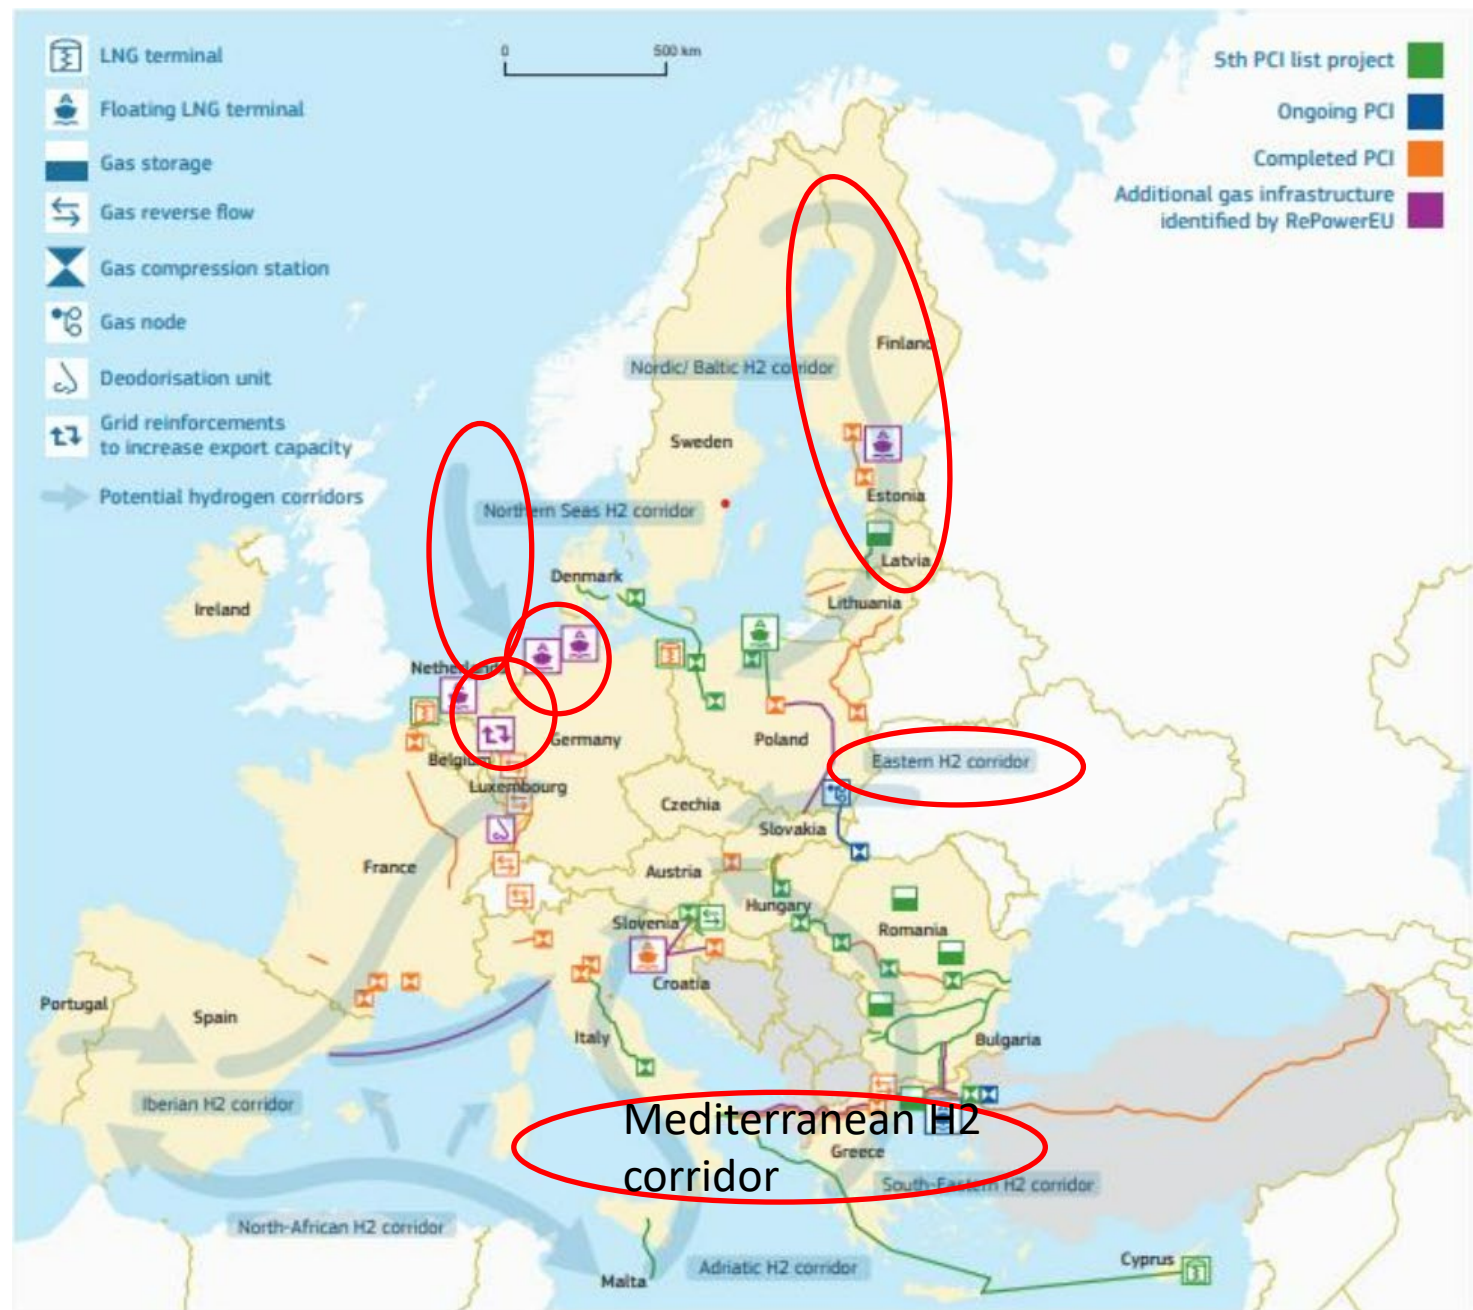 LNG terminal
Floating LNG terminal
Gas storage
Gas reverse flow
Gas compression station
Gas node
Deodorisation unit
Grid reinforcements
to increase export capacity
Potential hydrogen corridors
0
500 km
5th PCI list project
Ongoing PCI
Completed PCI
Additional gas infrastructure
identified by RePowerEU
Finland
Nordic/ Baltic H2 corridor
Sweden
Estonia
Northern Seas H2 corridor
Latvia
Denmark
Lithuania
Ireland
Netherlands
Germany
Poland
Belgium
Eastern H2 corridor
Luxembourg
Czechia
Slovakia
France
Austria
Hungary
Slovenia
Romania
Croatia
Portugal
Spain
Italy
Bulgaria
Iberian H2 corridor
Mediterranean H2
corridor
Greece
South-Eastern H2 corridor
North-African H2 corridor
Adriatic H2 corridor
Cyprus
Malta